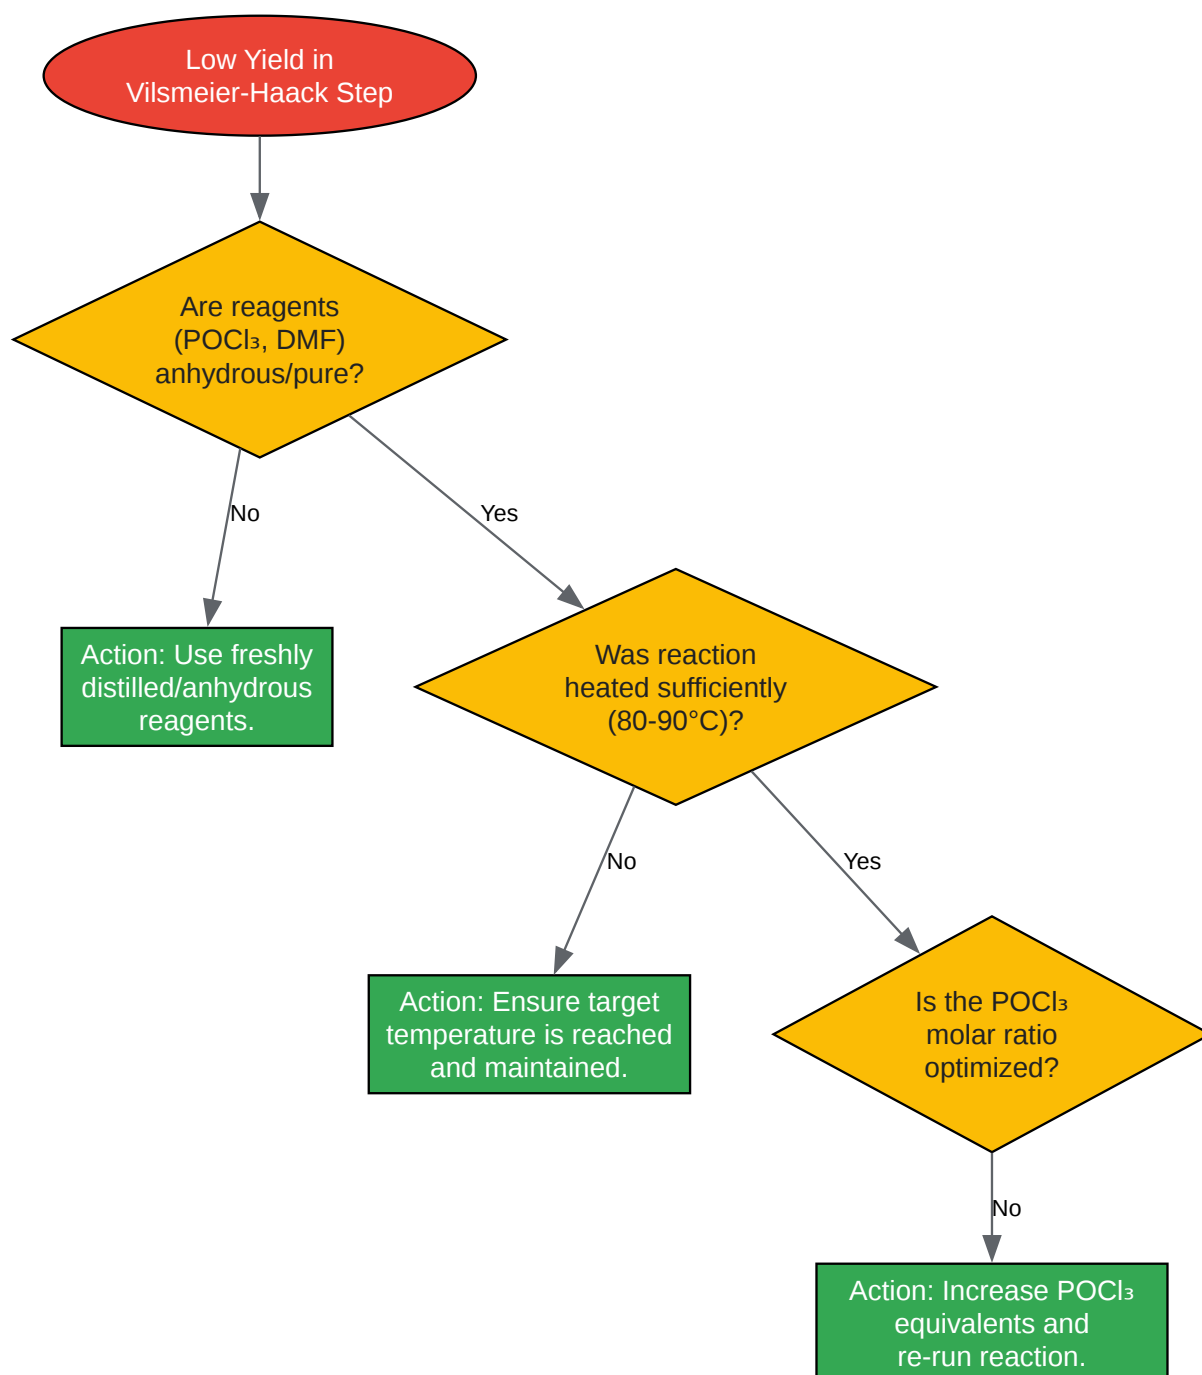 Low Yield in
Vilsmeier-Haack Step
Are reagents
(POCl₃, DMF)
anhydrous/pure?
No
Yes
Action: Use freshly
distilled/anhydrous
reagents.
Was reaction
heated sufficiently
(80-90°C)?
No
Yes
Action: Ensure target
temperature is reached
and maintained.
Is the POCl₃
molar ratio
optimized?
No
Action: Increase POCl₃
equivalents and
re-run reaction.